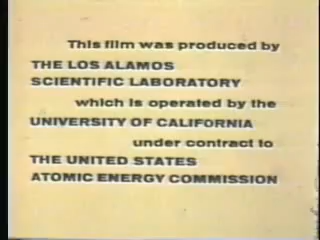 This film was produced by
THE LOS ALAMOS
SCIENTIFIC LABORATORY
which is operated by the
UNIVERSITY OF CALIFORNIA
under contract to
THE UNITED STATES
ATOMIC ENERGY COMMISSION